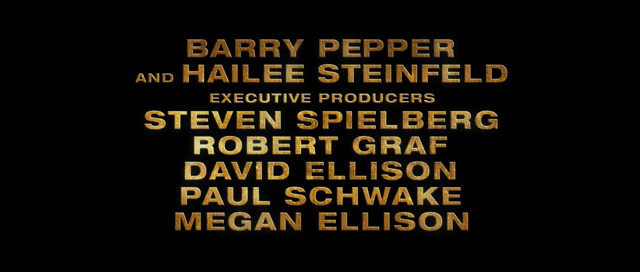 BARRY PEPPER
AND HAILEE STEINFELD
EXECUTIVE PRODUCERS
STEVEN SPIELBERG
ROBERT GRAF
DAVID ELLISON
PAUL SCHWAKE
MEGAN ELLISON